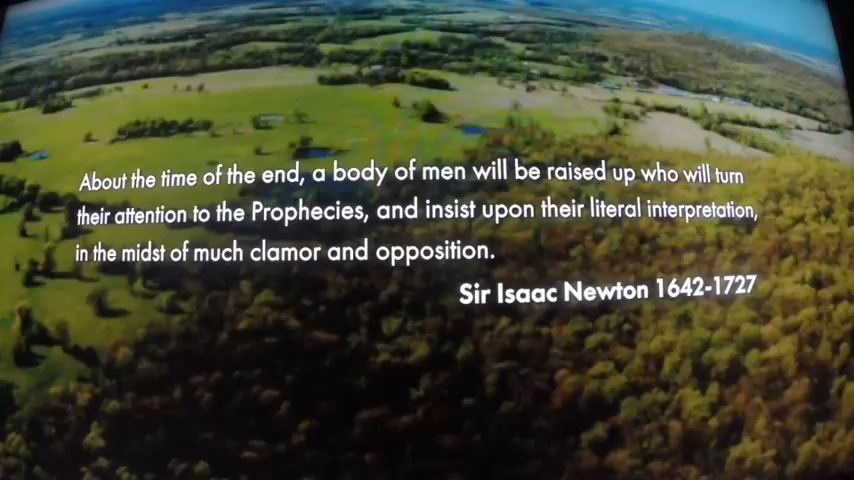 About the time of the end, a body of men will be raised up who will turn
their attention to the Prophecies, and insist upon their literal interpretation,
in the midst of much clamor and opposition.
Sir Isaac Newton 1642-1727